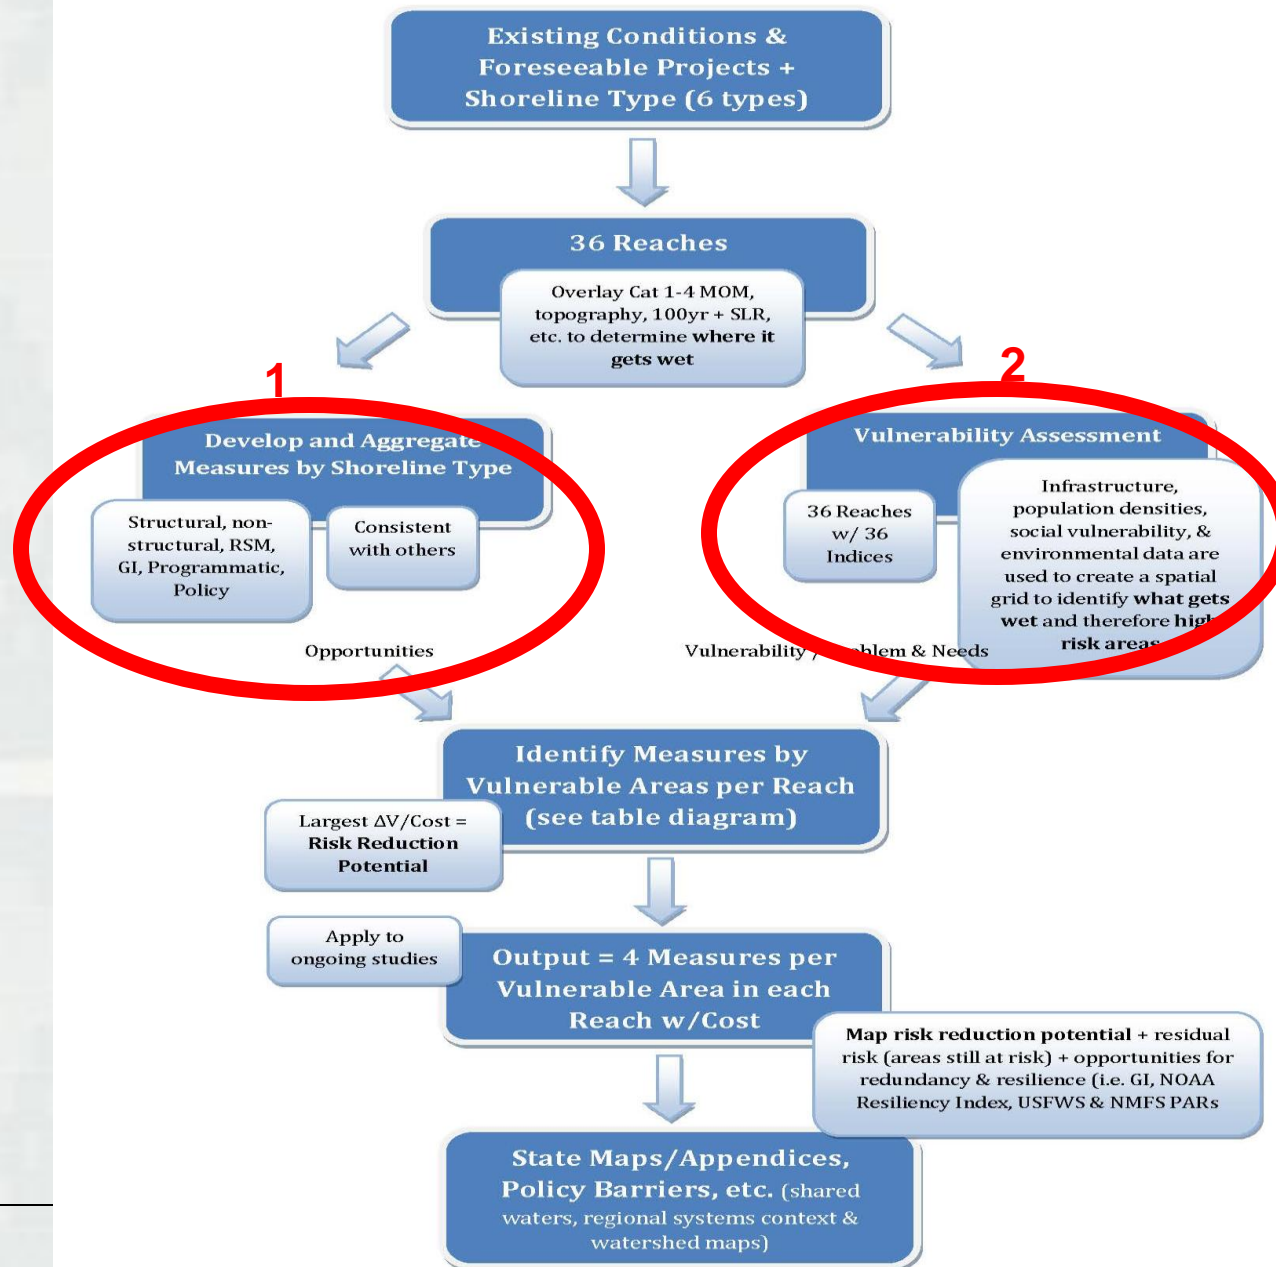 Existing Conditions &
Foreseeable Projects +
Shoreline Type (6 types)
36 Reaches
Overlay Cat 1-4 MOM,
topography, 100yr + SLR,
etc. to determine where it
gets wet
1
2
Develop and Aggregate
Measures by Shoreline Type
Structural, non-
structural, RSM,
GI, Programmatic,
Policy
Consistent
with others
Opportunities
Vulnerability Assessment
36 Reaches
w/ 36
Indices
Infrastructure,
population densities,
social vulnerability, &
environmental data are
used to create a spatial
grid to identify what gets
wet and therefore high
risk areas
Vulnerability / Problem & Needs
Identify Measures by
Vulnerable Areas per Reach
(see table diagram)
Largest ΔV/Cost =
Risk Reduction
Potential
Apply to
ongoing studies
Output = 4 Measures per
Vulnerable Area in each
Reach w/Cost
Map risk reduction potential + residual
risk (areas still at risk) + opportunities for
redundancy & resilience (i.e. GI, NOAA
Resiliency Index, USFWS & NMFS PARs
State Maps/Appendices,
Policy Barriers, etc. (shared
waters, regional systems context &
watershed maps)